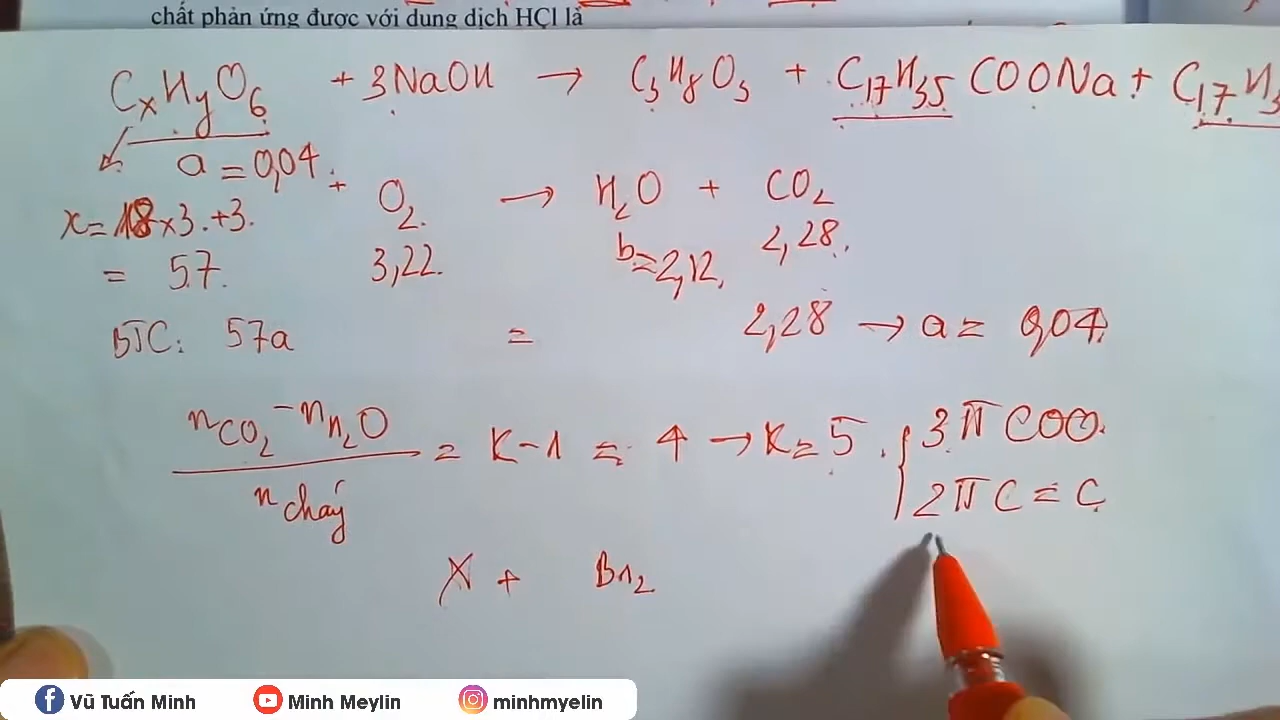 chất phản ứng được với dung dịch HCl là
CxHyO6 + 3NaOH → C3H8O3 + C17H35COONa + C17H3
a = 0,04 + O2 → H2O + CO2
x = 18 x 3 + 3.
3,22. b = 2,12, 2,28.
= 57.
BTC: 57a = 2,28 → a = 0,04.
nCO2 - nH2O / n cháy = K-1 = 4 → K = 5. { 3π COO.
2π C = C
X + Br2
Vũ Tuấn Minh Minh Meylin minhmyelin